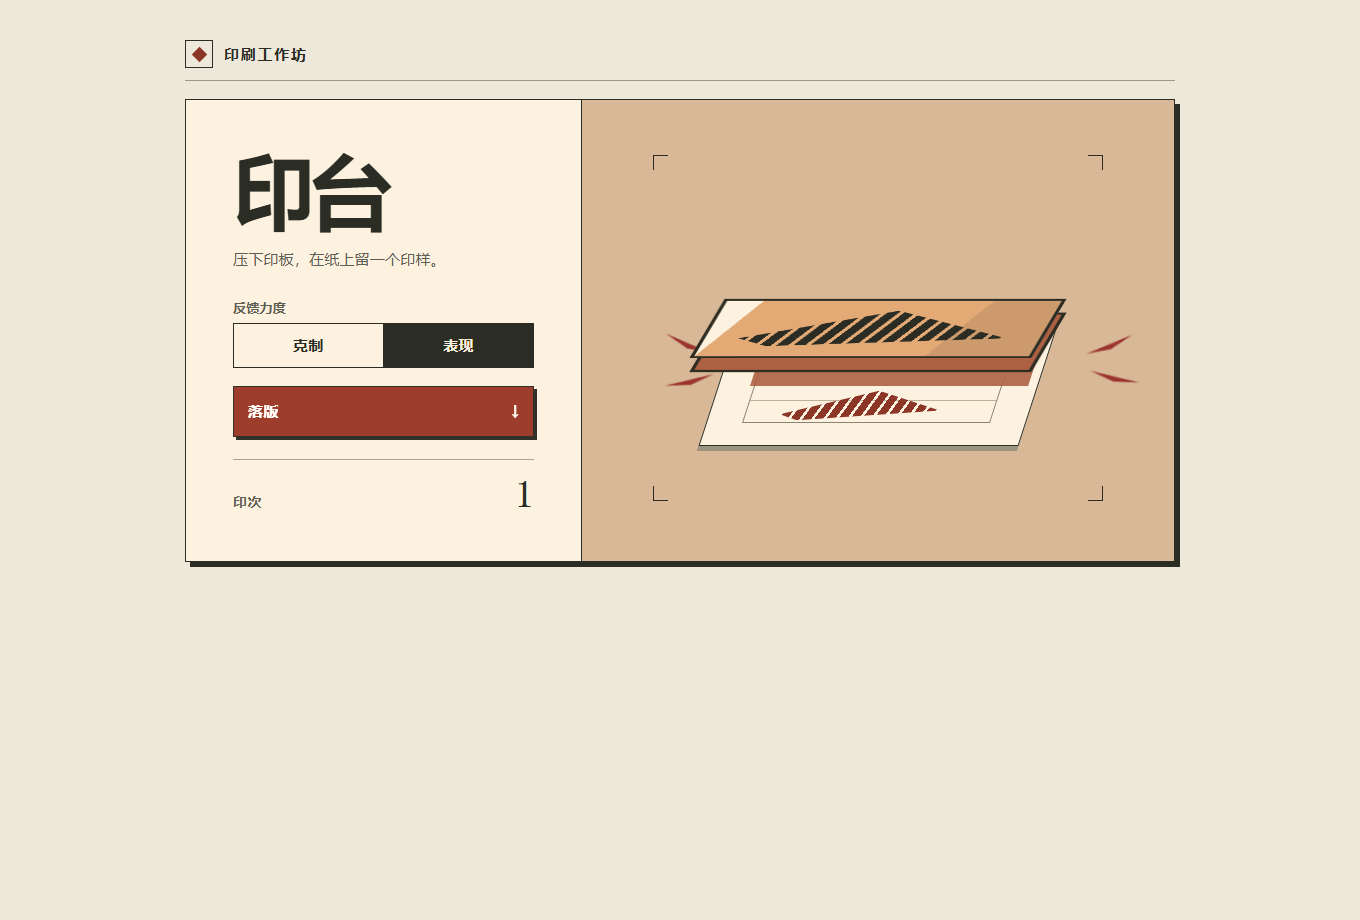 印刷工作坊
印台
压下印板，在纸上留一个印样。
反馈力度
克制 表现
落版 ↓
印次 1